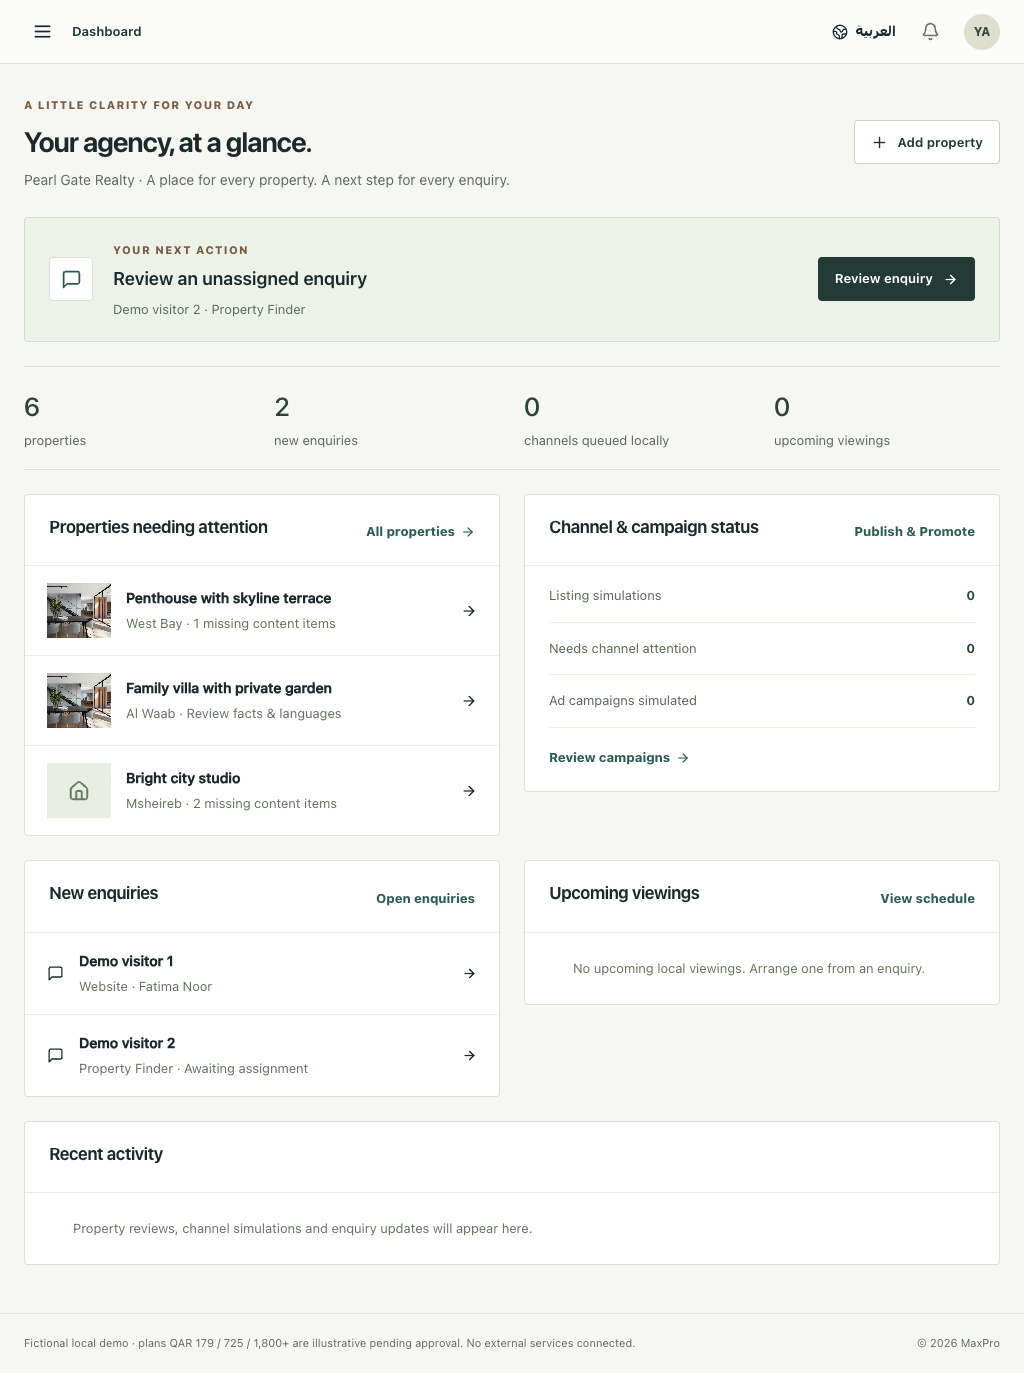 Dashboard
العربية
YA
A LITTLE CLARITY FOR YOUR DAY
Your agency, at a glance.
Add property
Pearl Gate Realty · A place for every property. A next step for every enquiry.
YOUR NEXT ACTION
Review an unassigned enquiry
Demo visitor 2 · Property Finder
Review enquiry
6
properties
2
new enquiries
0
channels queued locally
0
upcoming viewings
Properties needing attention
All properties
Penthouse with skyline terrace
West Bay · 1 missing content items
Family villa with private garden
Al Waab · Review facts & languages
Bright city studio
Msheireb · 2 missing content items
Channel & campaign status
Publish & Promote
Listing simulations 0
Needs channel attention 0
Ad campaigns simulated 0
Review campaigns
New enquiries
Open enquiries
Demo visitor 1
Website · Fatima Noor
Demo visitor 2
Property Finder · Awaiting assignment
Upcoming viewings
View schedule
No upcoming local viewings. Arrange one from an enquiry.
Recent activity
Property reviews, channel simulations and enquiry updates will appear here.
Fictional local demo · plans QAR 179 / 725 / 1,800+ are illustrative pending approval. No external services connected.
© 2026 MaxPro